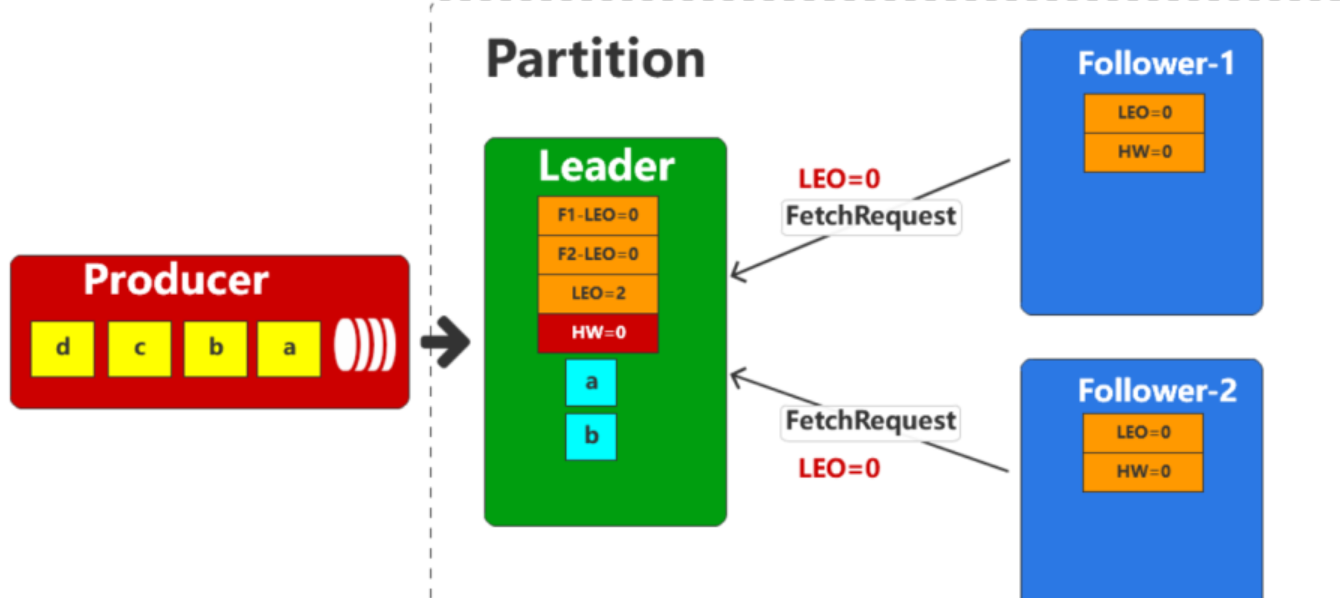 Partition
Producer
d
c
b
a
Leader
F1-LEO=0
F2-LEO=0
LEO=2
HW=0
a
b
LEO=0
FetchRequest
FetchRequest
LEO=0
Follower-1
LEO=0
HW=0
Follower-2
LEO=0
HW=0